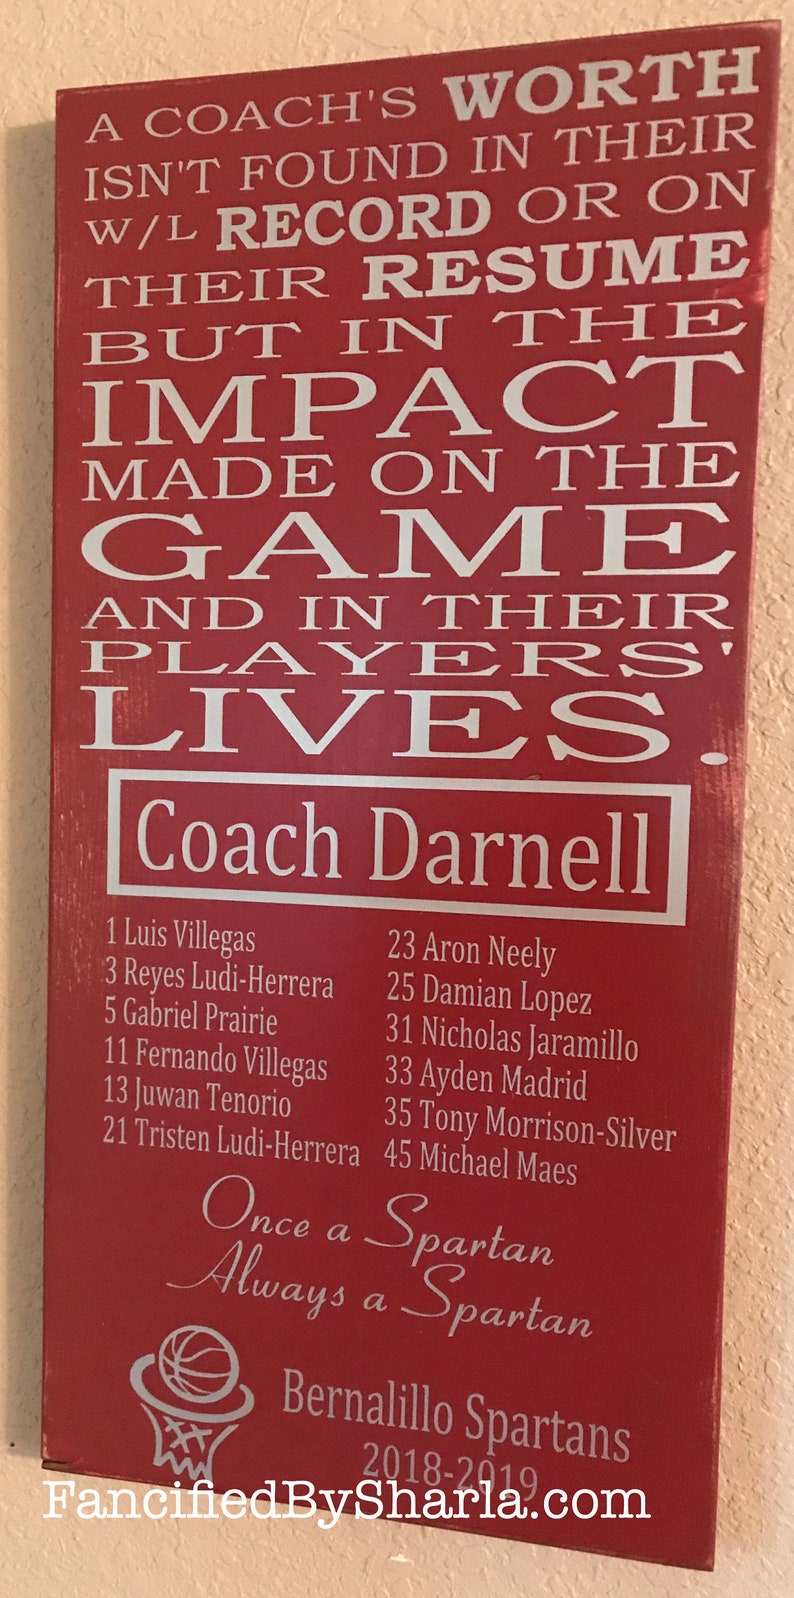 A COACH'S WORTH
ISN'T FOUND IN THEIR
W/L RECORD OR ON
THEIR RESUME
BUT IN THE
IMPACT
MADE ON THE
GAME
AND IN THEIR
PLAYERS'
LIVES.
Coach Darnell
1 Luis Villegas
3 Reyes Ludi-Herrera
5 Gabriel Prairie
11 Fernando Villegas
13 Juwan Tenorio
21 Tristen Ludi-Herrera
23 Aron Neely
25 Damian Lopez
31 Nicholas Jaramillo
33 Ayden Madrid
35 Tony Morrison-Silver
45 Michael Maes
Once a Spartan
Always a Spartan
Bernalillo Spartans
2018-2019
FancifiedBySharla.com